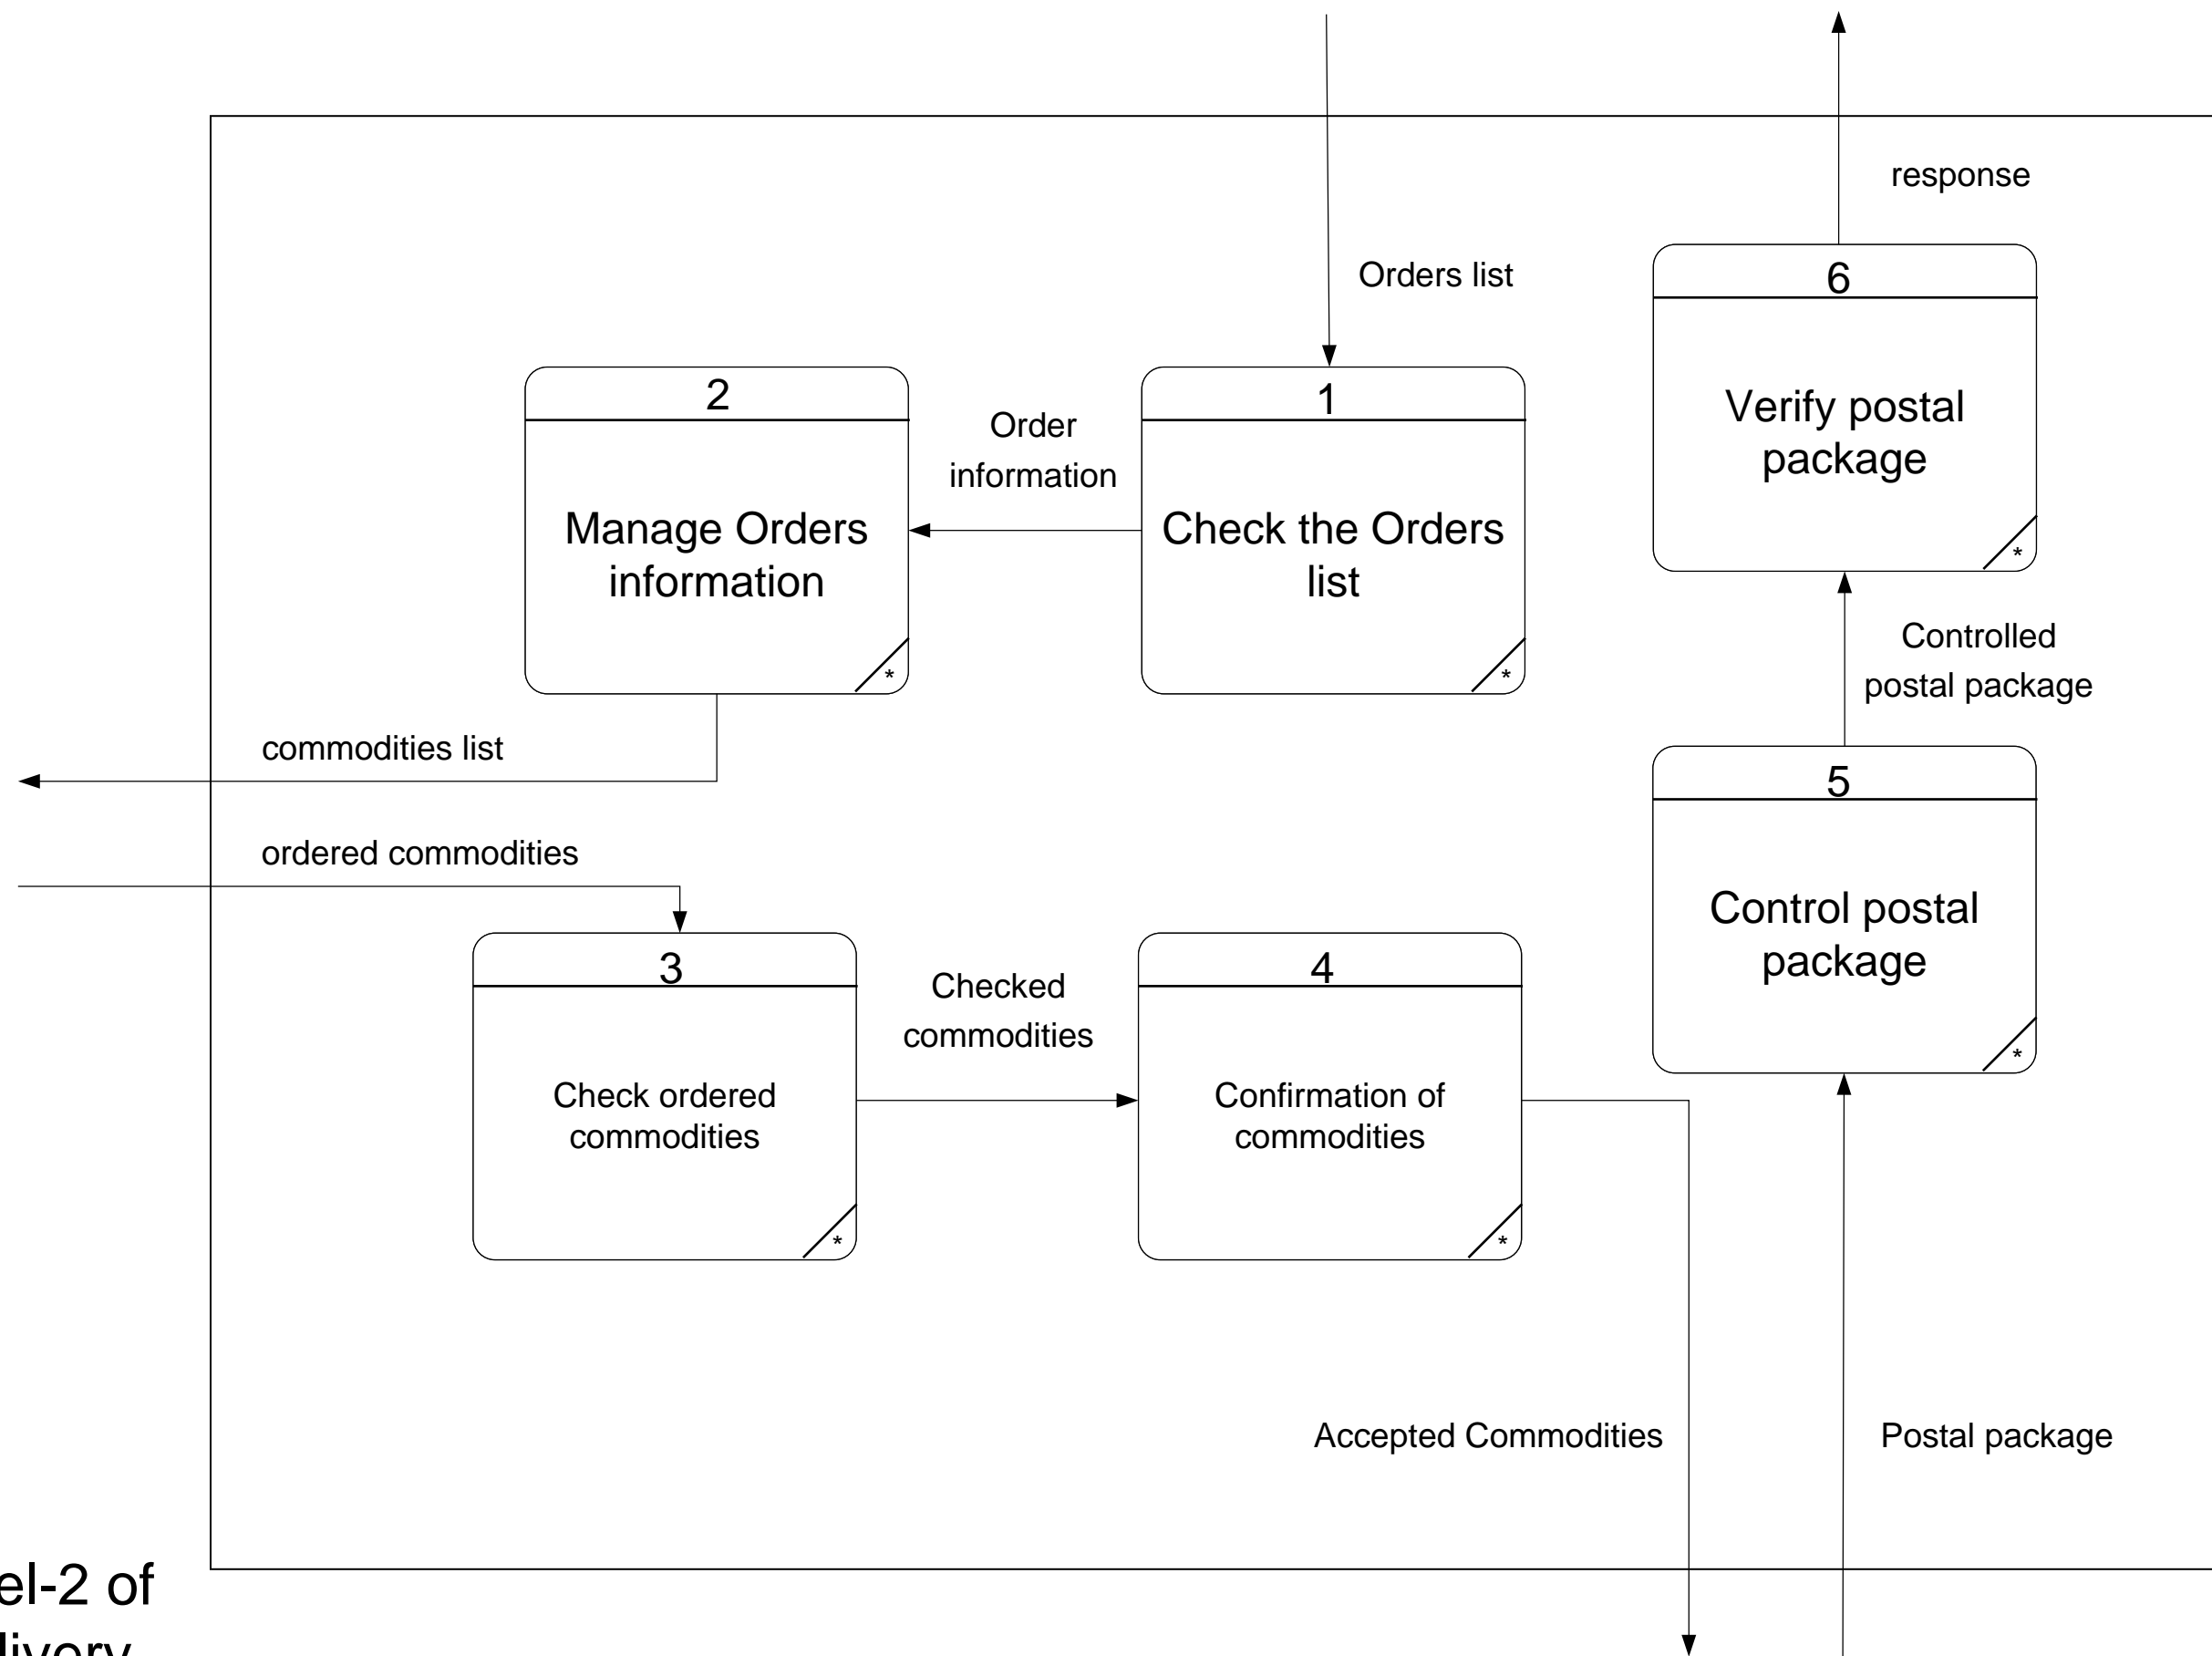 response
Orders list
6
Verify postal
package
2
Manage Orders
information
*
Order
information
1
Check the Orders
list
*
*
Controlled
postal package
commodities list
5
Control postal
package
*
ordered commodities
3
Check ordered
commodities
*
Checked
commodities
4
Confirmation of
commodities
*
Accepted Commodities
Postal package
el-2 of
livery